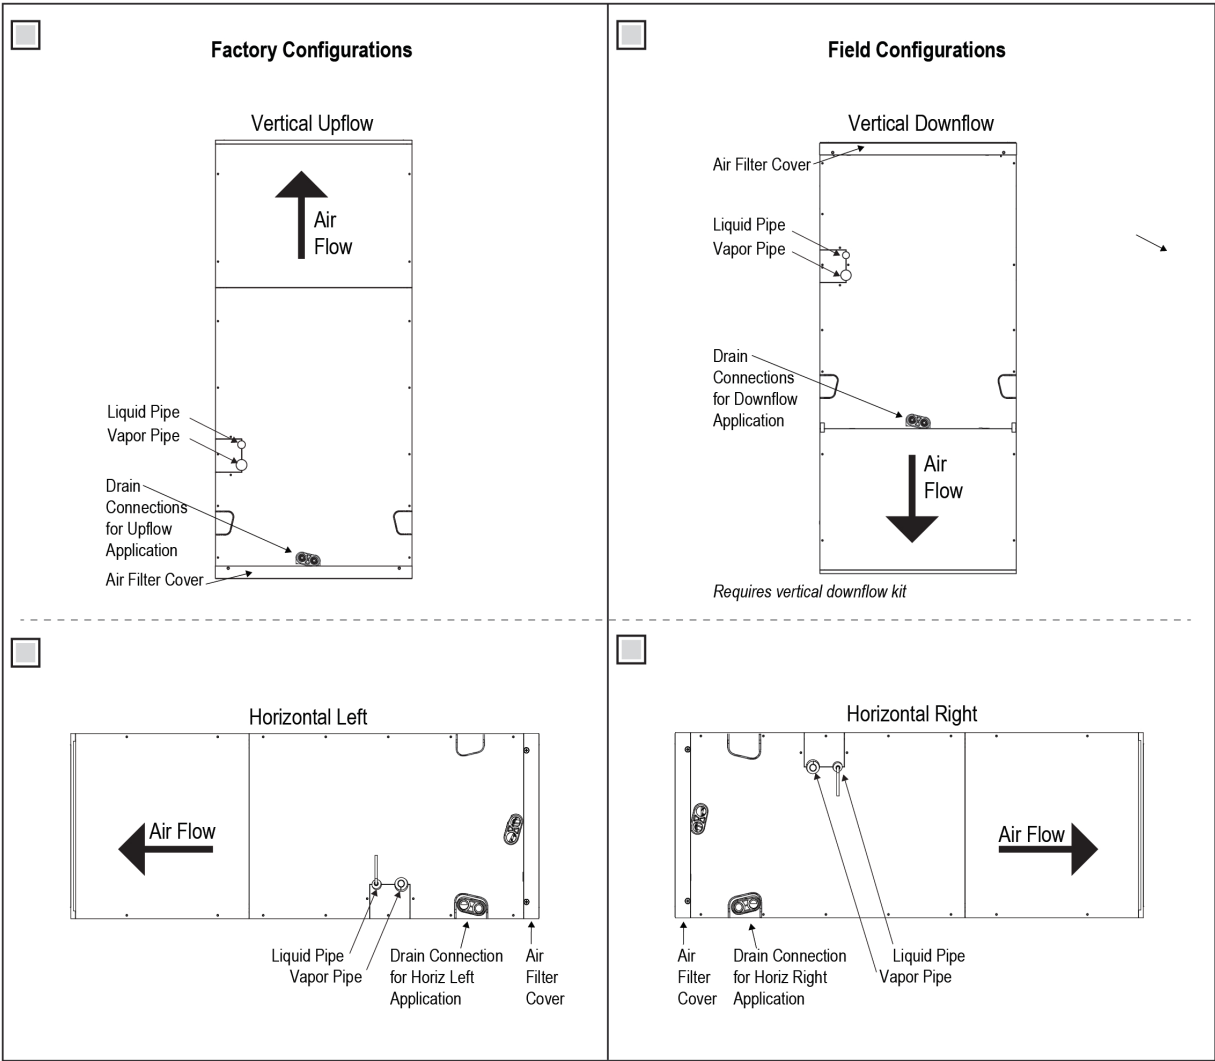 Factory Configurations
Vertical Upflow
Air
Flow
Liquid Pipe
Vapor Pipe
Drain
Connections
for Upflow
Application
Air Filter Cover
Field Configurations
Vertical Downflow
Air Filter Cover
Liquid Pipe
Vapor Pipe
Drain
Connections
for Downflow
Application
Air
Flow
Requires vertical downflow kit
Horizontal Left
Air Flow
Liquid Pipe
Vapor Pipe
Drain Connection
for Horiz Left
Application
Air
Filter
Cover
Horizontal Right
Air Flow
Air
Filter
Cover
Drain Connection
for Horiz Right
Application
Liquid Pipe
Vapor Pipe